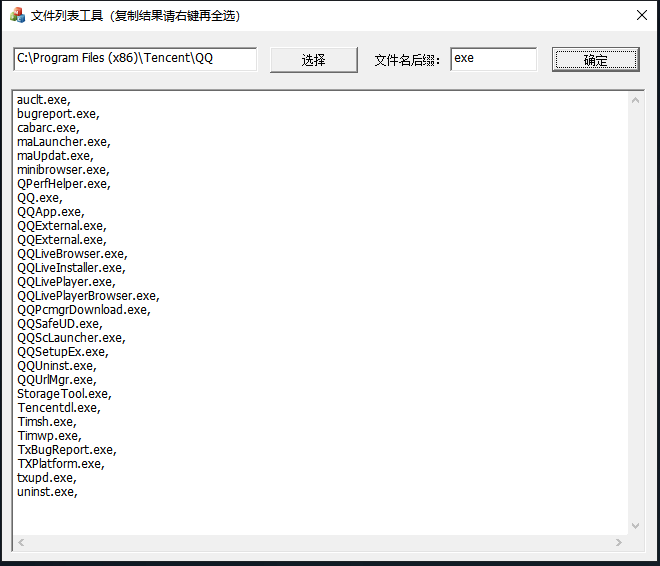 文件列表工具（复制结果请右键再全选）
C:\Program Files (x86)\Tencent\QQ 选择 文件名后缀： exe 确定
auclt.exe,
bugreport.exe,
cabarc.exe,
maLauncher.exe,
maUpdat.exe,
minibrowser.exe,
QPerfHelper.exe,
QQ.exe,
QQApp.exe,
QQExternal.exe,
QQExternal.exe,
QQLiveBrowser.exe,
QQLiveInstaller.exe,
QQLivePlayer.exe,
QQLivePlayerBrowser.exe,
QQPcmgrDownload.exe,
QQSafeUD.exe,
QQScLauncher.exe,
QQSetupEx.exe,
QQUninst.exe,
QQUrlMgr.exe,
StorageTool.exe,
Tencentdl.exe,
Timsh.exe,
Timwp.exe,
TxBugReport.exe,
TXPlatform.exe,
txupd.exe,
uninst.exe,